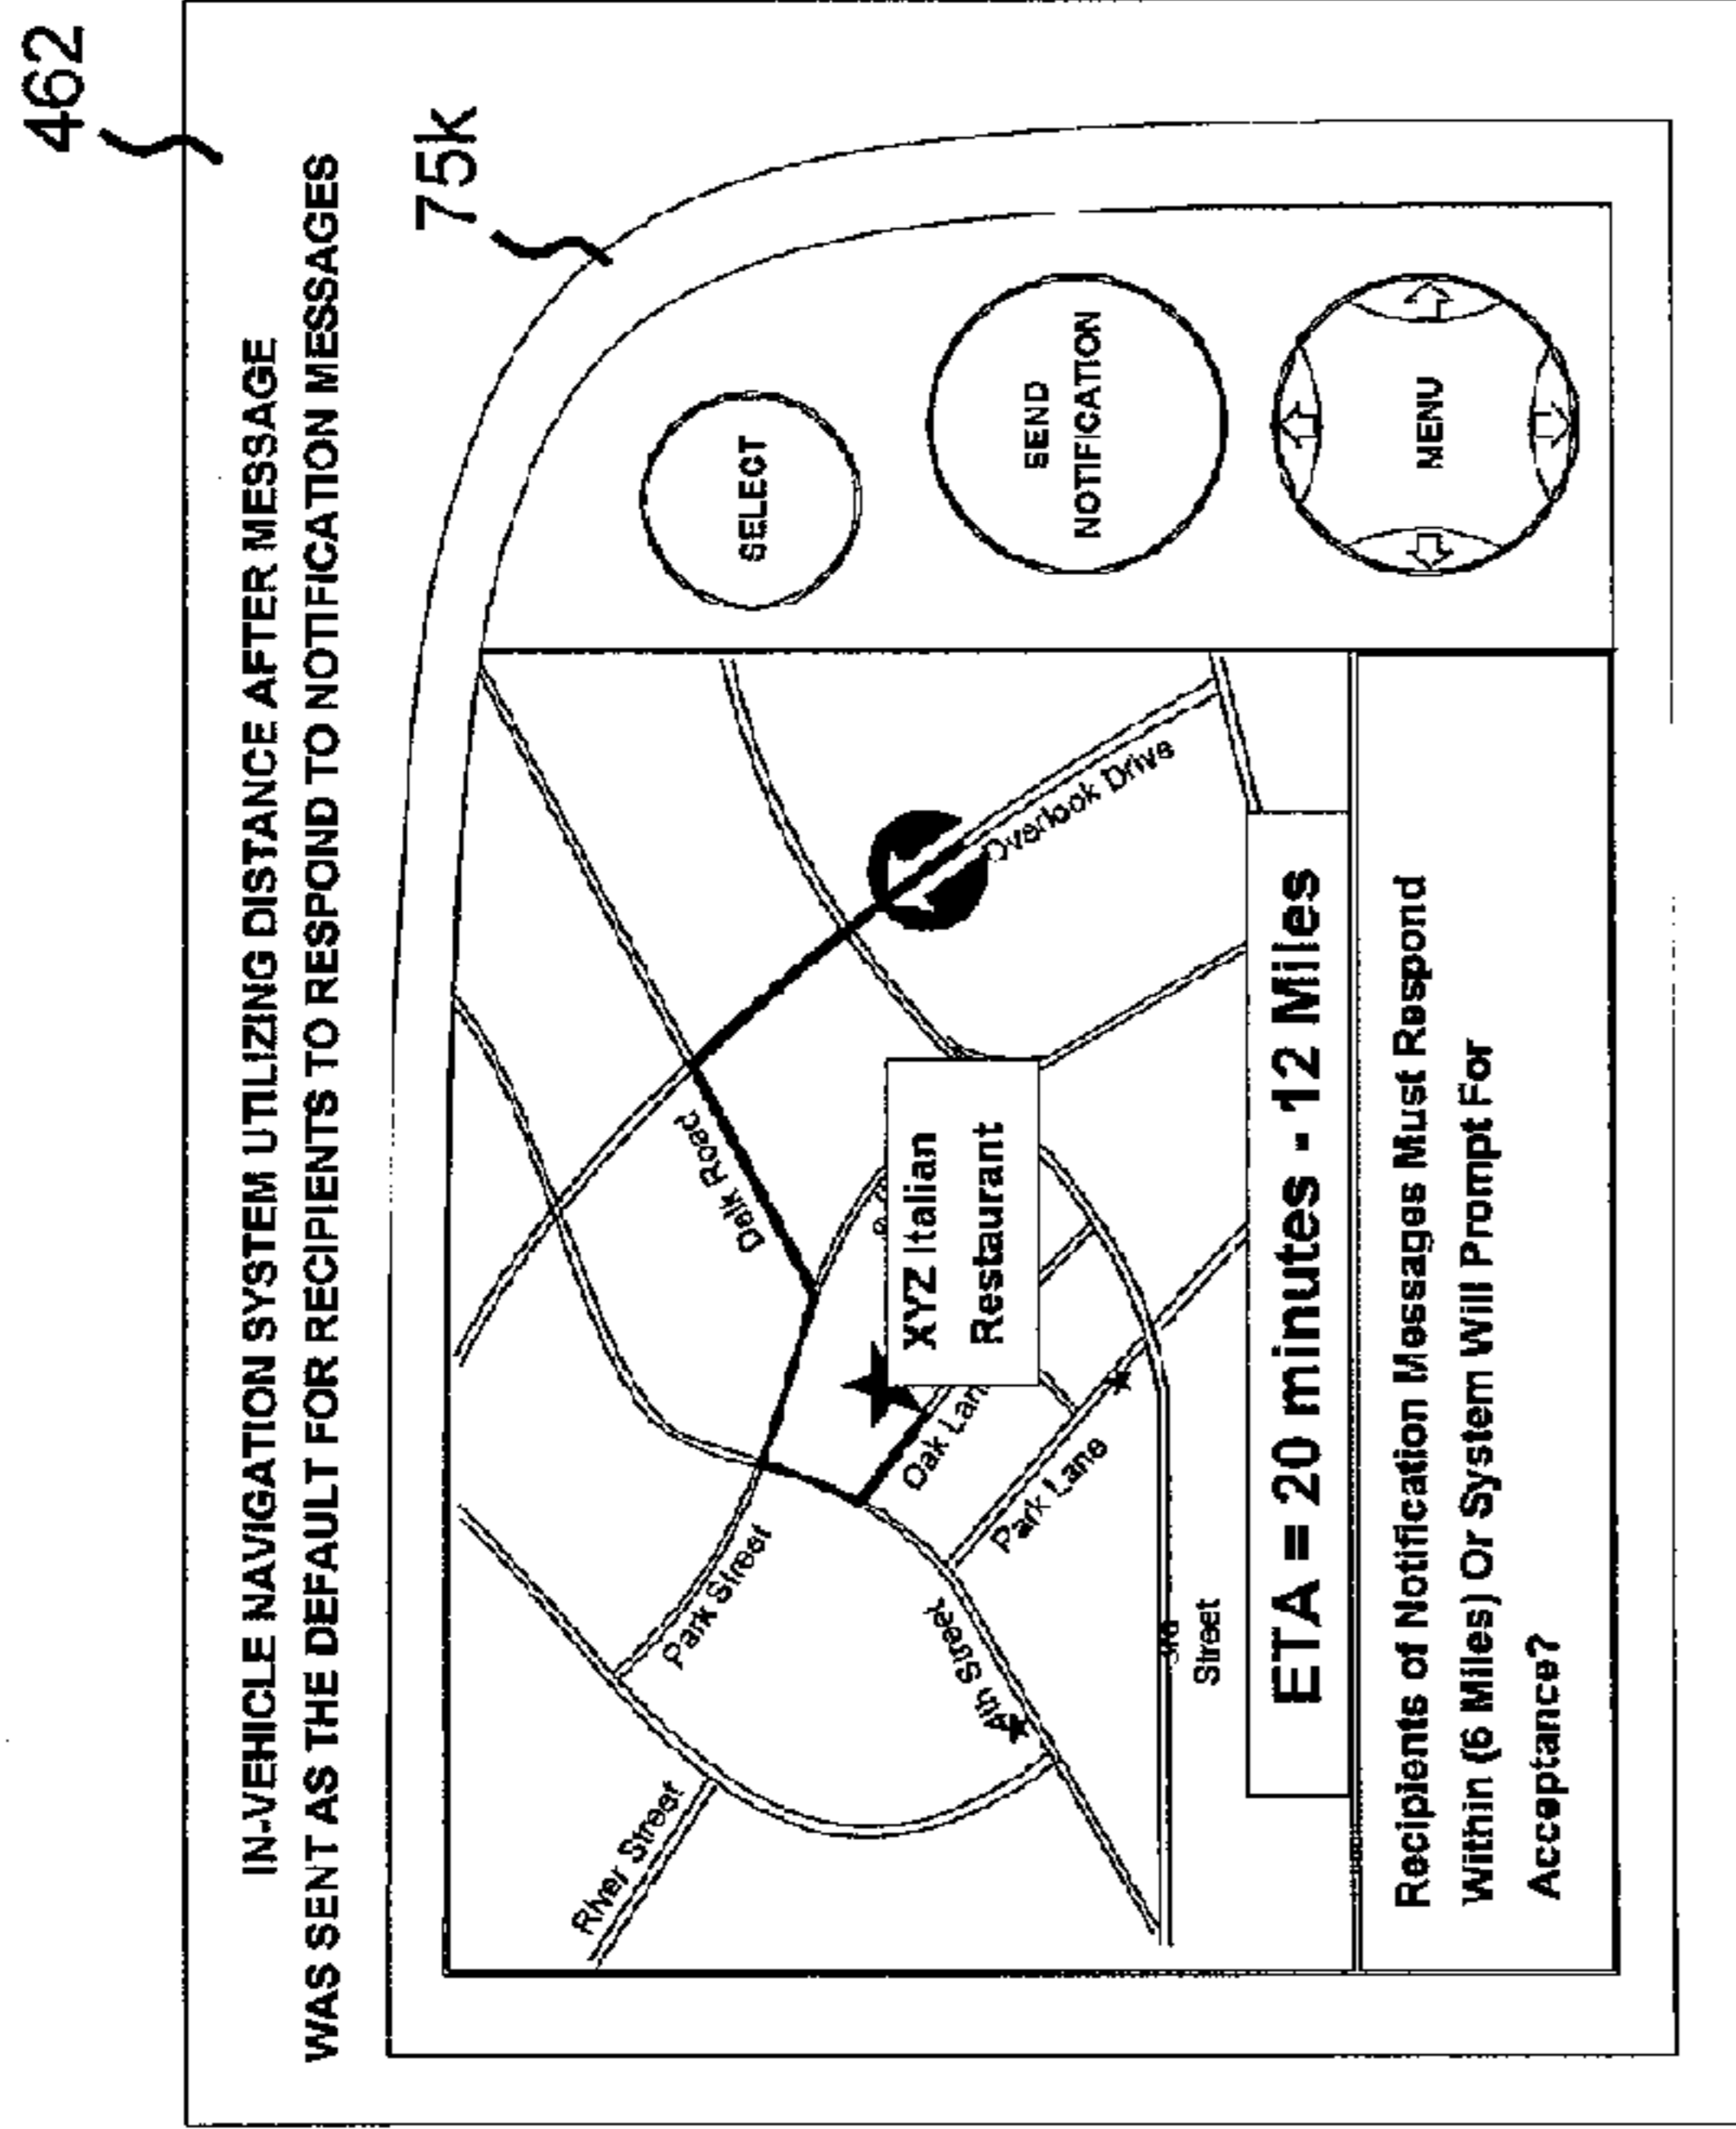 462
IN-VEHICLE NAVIGATION SYSTEM UTILIZING DISTANCE AFTER MESSAGE
WAS SENT AS THE DEFAULT FOR RECIPIENTS TO RESPOND TO NOTIFICATION MESSAGES
75k
River Street
Park Street
Oak Road
Overlook Drive
XYZ Italian
Restaurant
Oak Lan
Park Lane
4th Street
Street
ETA = 20 minutes - 12 Miles
Recipients of Notification Messages Must Respond
Within (6 Miles) Or System Will Prompt For
Acceptance?
SELECT
SEND
NOTIFICATION
MENU